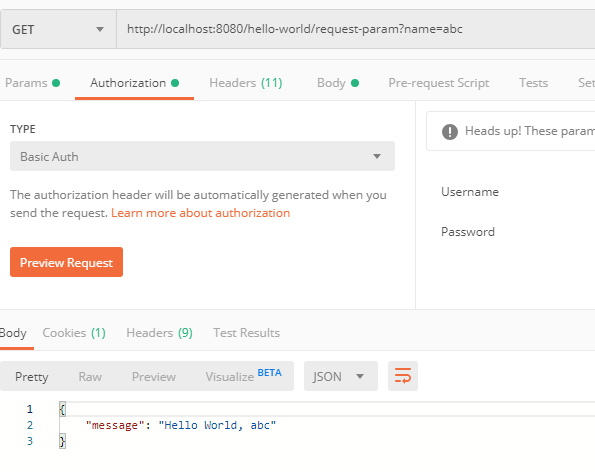 GET http://localhost:8080/hello-world/request-param?name=abc
Params Authorization Headers (11) Body Pre-request Script Tests Set
TYPE
Basic Auth
The authorization header will be automatically generated when you
send the request. Learn more about authorization
Preview Request
Heads up! These param
Username
Password
Body Cookies (1) Headers (9) Test Results
Pretty Raw Preview Visualize BETA JSON
1 {
2 "message": "Hello World, abc"
3 }